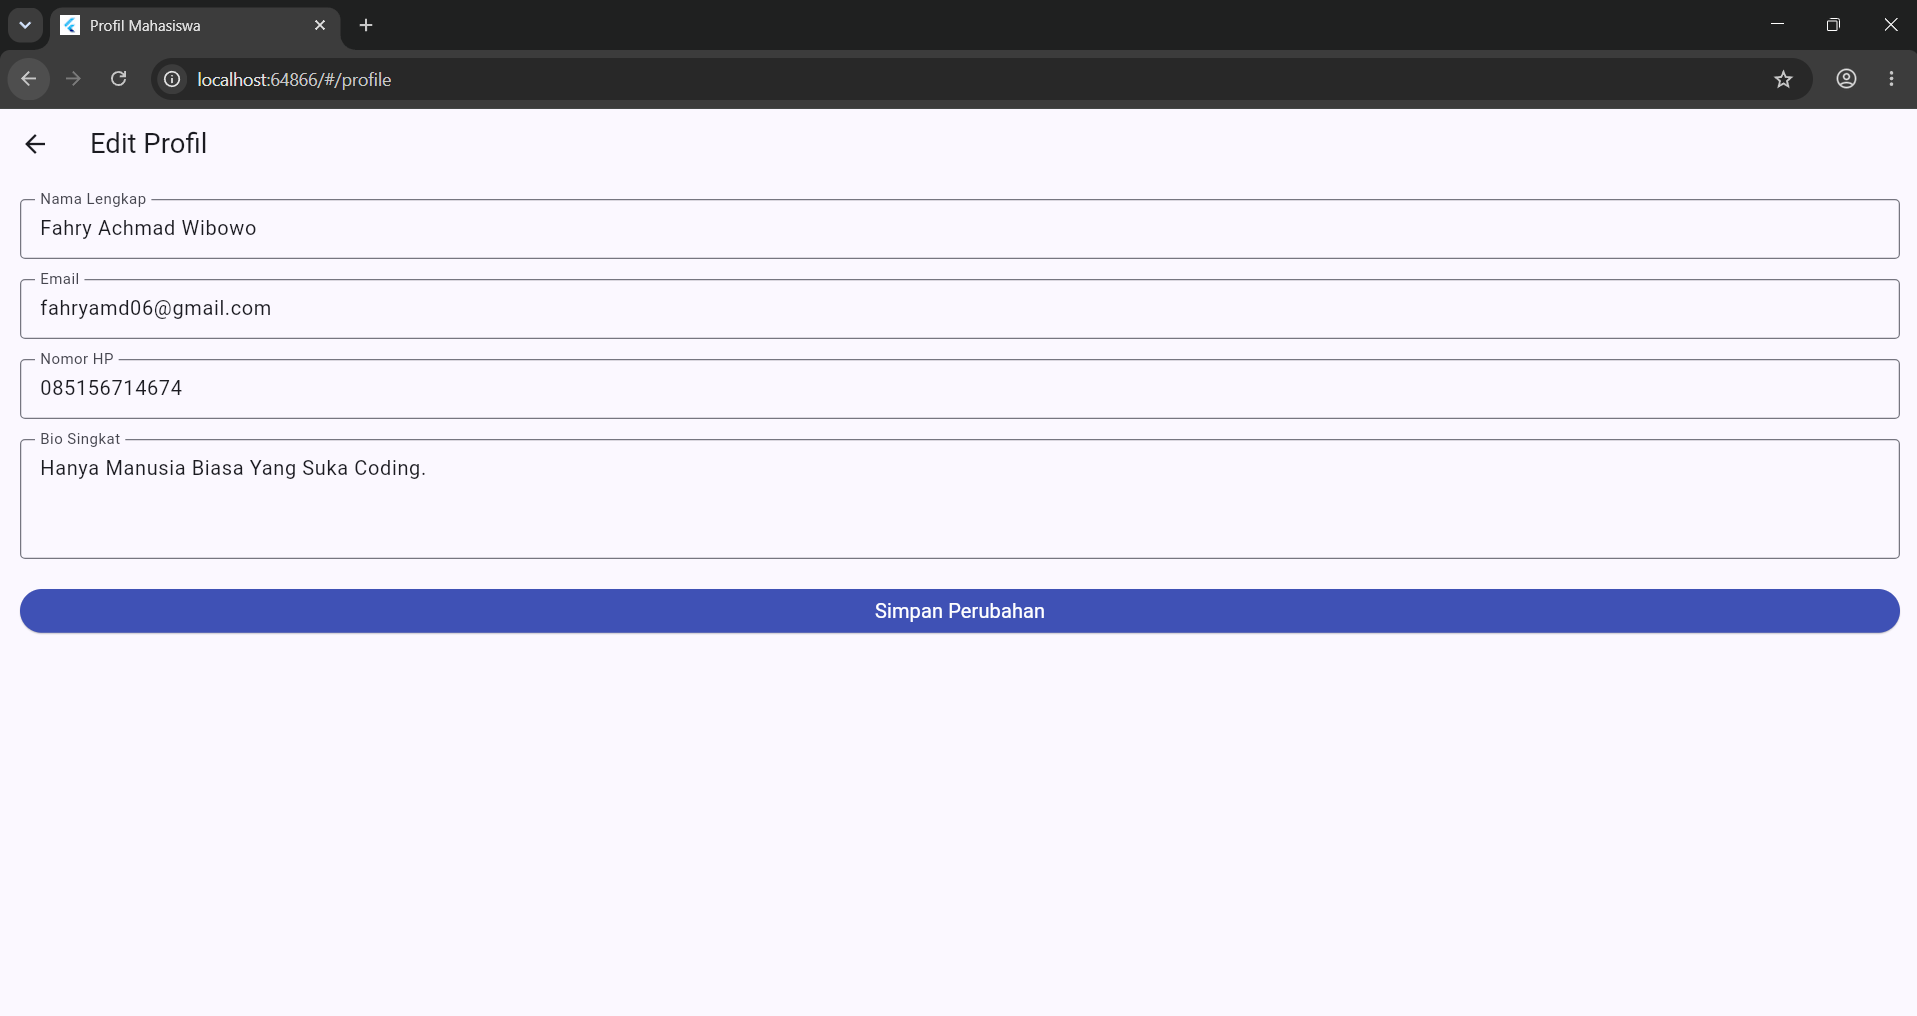 Profil Mahasiswa
localhost:64866/#/profile
Edit Profil
Nama Lengkap
Fahry Achmad Wibowo
Email
fahryamd06@gmail.com
Nomor HP
085156714674
Bio Singkat
Hanya Manusia Biasa Yang Suka Coding.
Simpan Perubahan